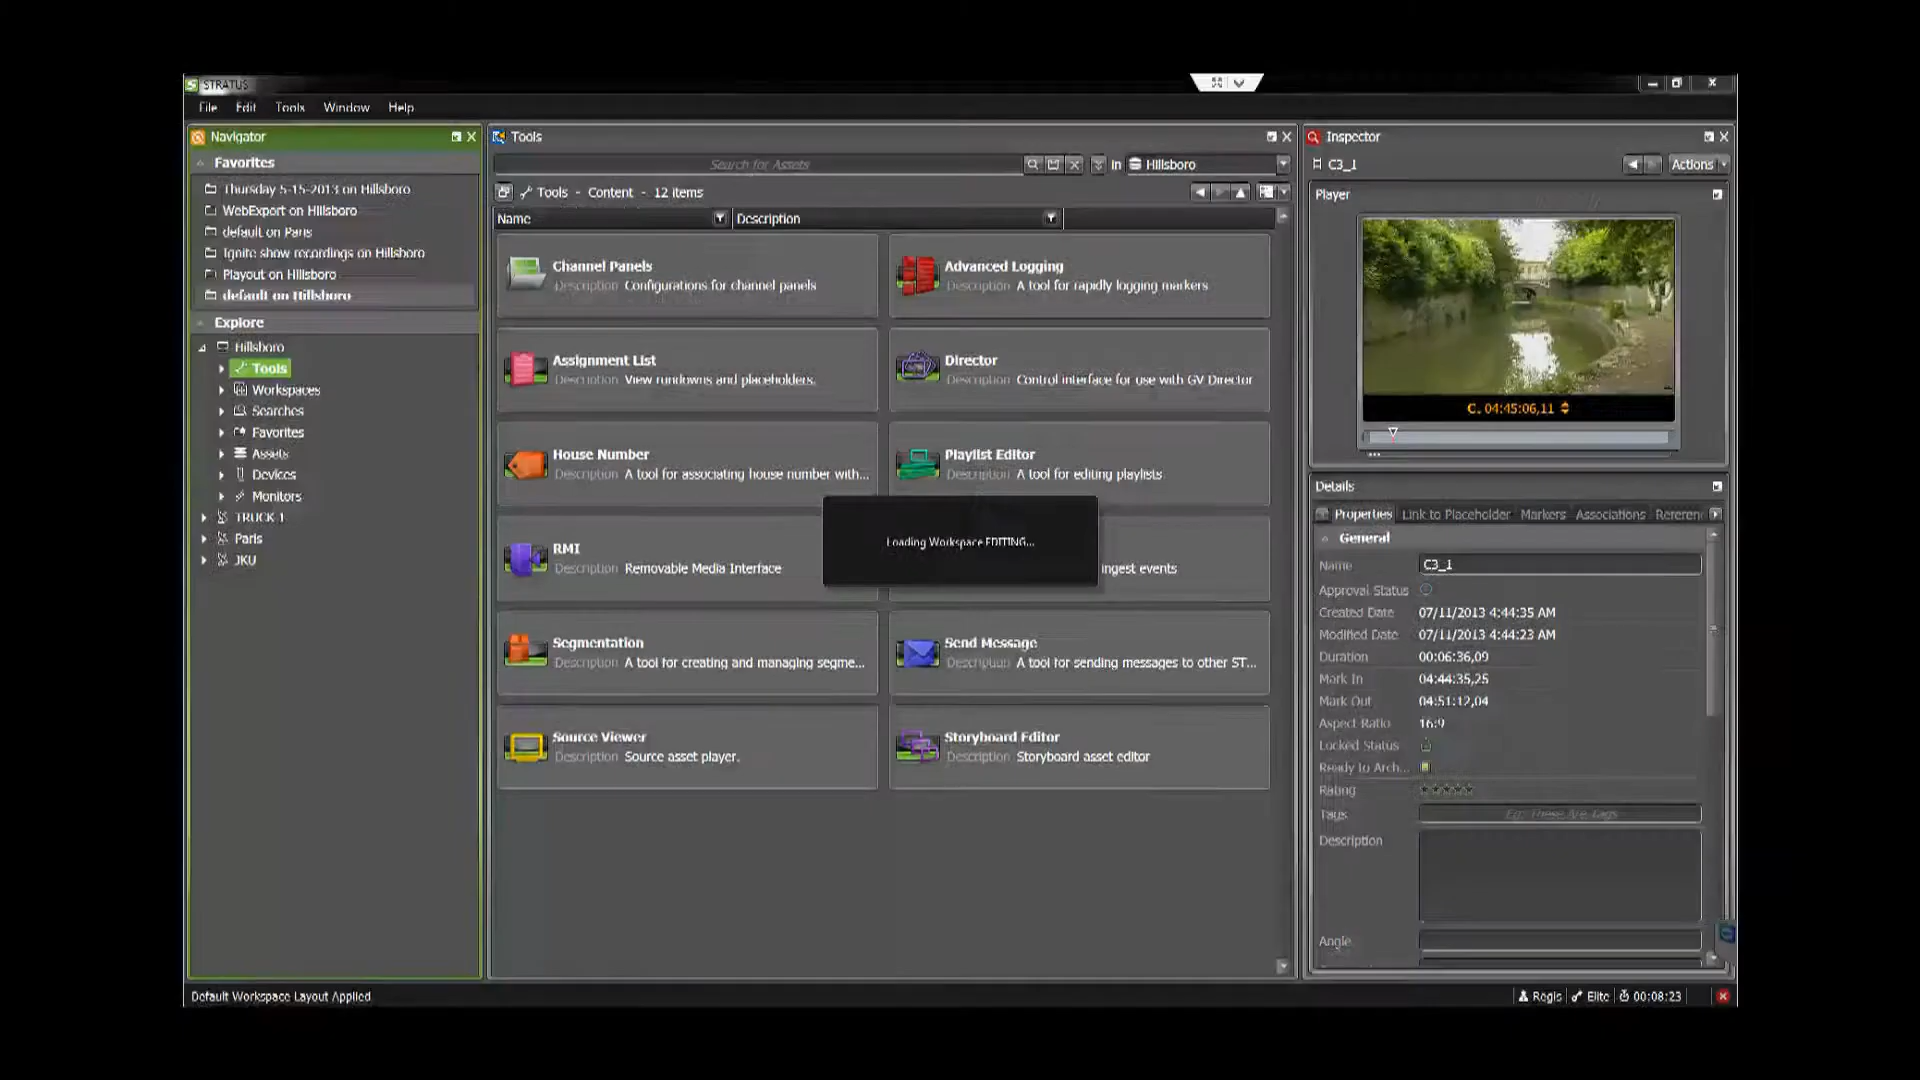 STRATUS
File Edit Tools Window Help
Navigator
Favorites
Thursday 5-15-2013 on Hillsboro
WebExport on Hillsboro
default on Paris
Ignite show recordings on Hillsboro
Playout on Hillsboro
default on Hillsboro
Explore
Hillsboro
Tools
Workspaces
Searches
Favorites
Assets
Devices
Monitors
TRUCK 1
Paris
JKU
Tools
Search for Assets
In Hillsboro
Tools - Content - 12 items
Name Description
Channel Panels
Description Configurations for channel panels
Advanced Logging
Description A tool for rapidly logging markers
Assignment List
Description View rundowns and placeholders.
Director
Description Control interface for use with GV Director
House Number
Description A tool for associating house number with...
Playlist Editor
Description A tool for editing playlists
RMI
Description Removable Media Interface
ingest events
Loading Workspace EDITING...
Segmentation
Description A tool for creating and managing segme...
Send Message
Description A tool for sending messages to other ST...
Source Viewer
Description Source asset player.
Storyboard Editor
Description Storyboard asset editor
Inspector
C3_1 Actions
Player
C. 04:45:06,11
Details
Properties Link to Placeholder Markers Associations Referen
General
Name C3_1
Approval Status
Created Date 07/11/2013 4:44:35 AM
Modified Date 07/11/2013 4:44:23 AM
Duration 00:06:36,09
Mark In 04:44:35,25
Mark Out 04:51:12,04
Aspect Ratio 16:9
Locked Status
Ready to Arch...
Rating
Tags Eg: These Are Tags
Description
Angle
Default Workspace Layout Applied
Regis Elite 00:08:23